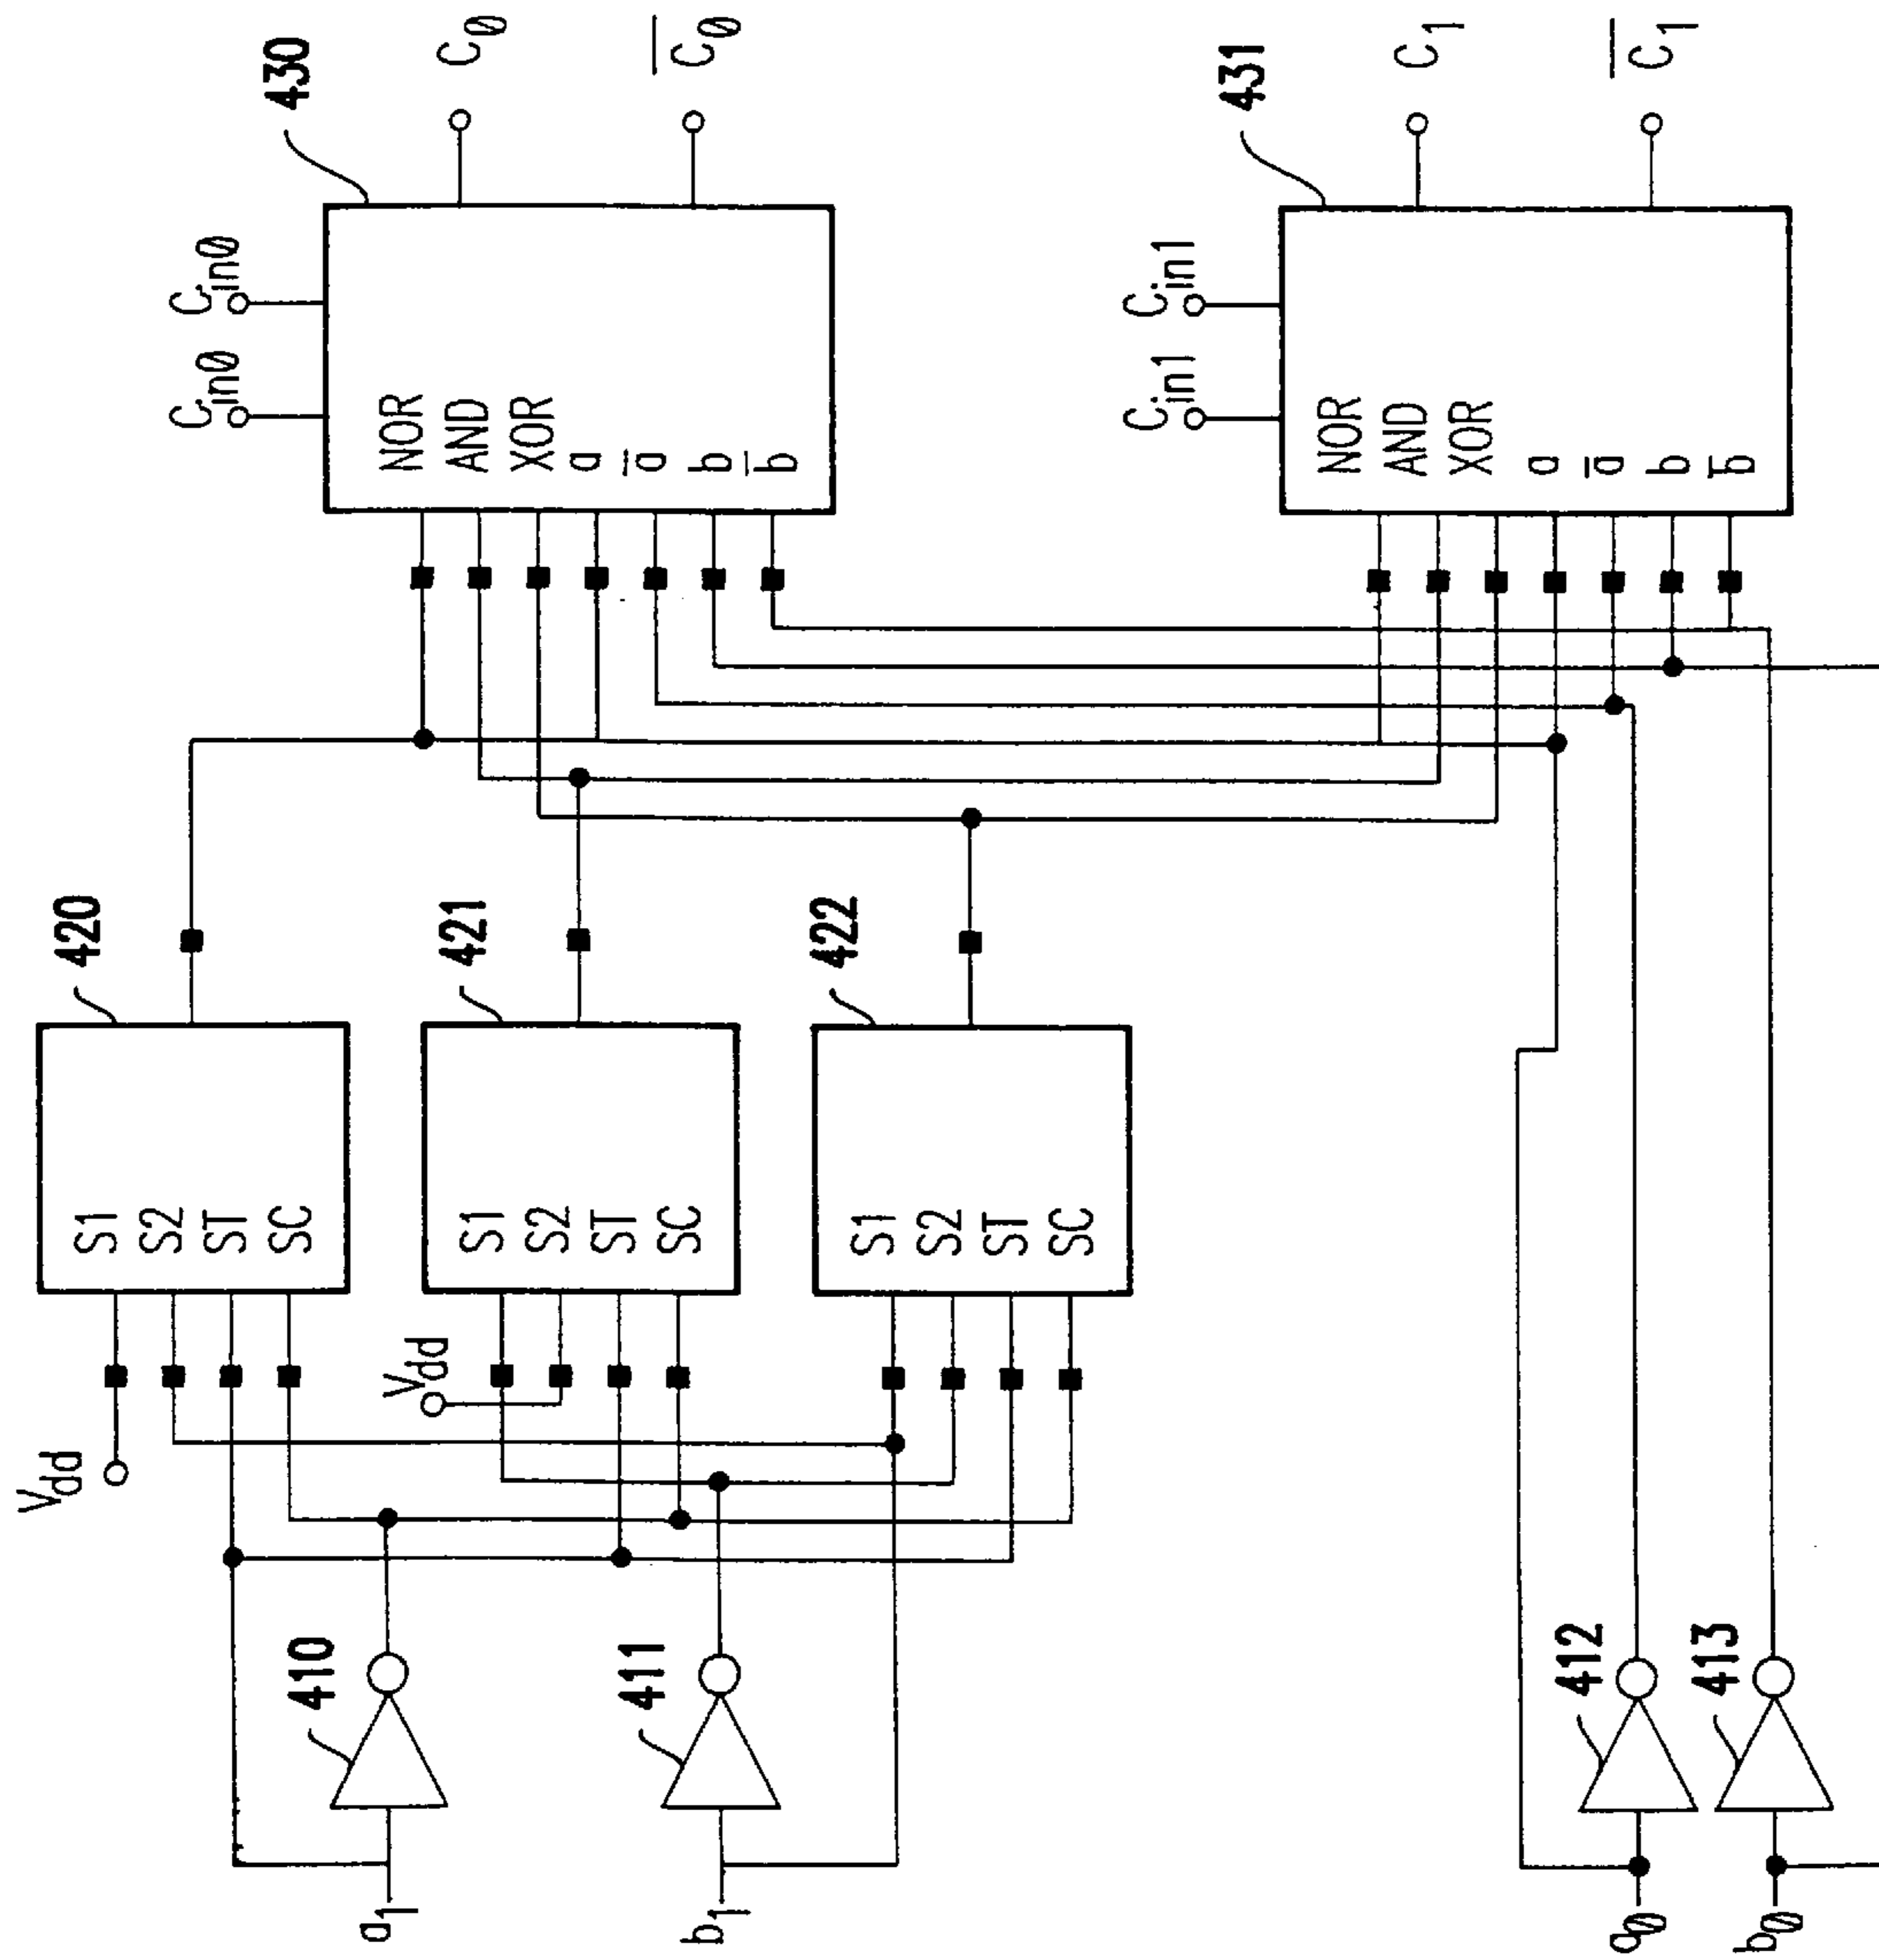 430
C0
C0
Cin0
Cin0
NOR
AND
XOR
a
a
b
b
431
C1
C1
Cin1
Cin1
NOR
AND
XOR
a
a
b
b
420
S1
S2
ST
SC
Vdd
421
S1
S2
ST
SC
Vdd
422
S1
S2
ST
SC
410
a1
411
b1
412
a0
413
b0